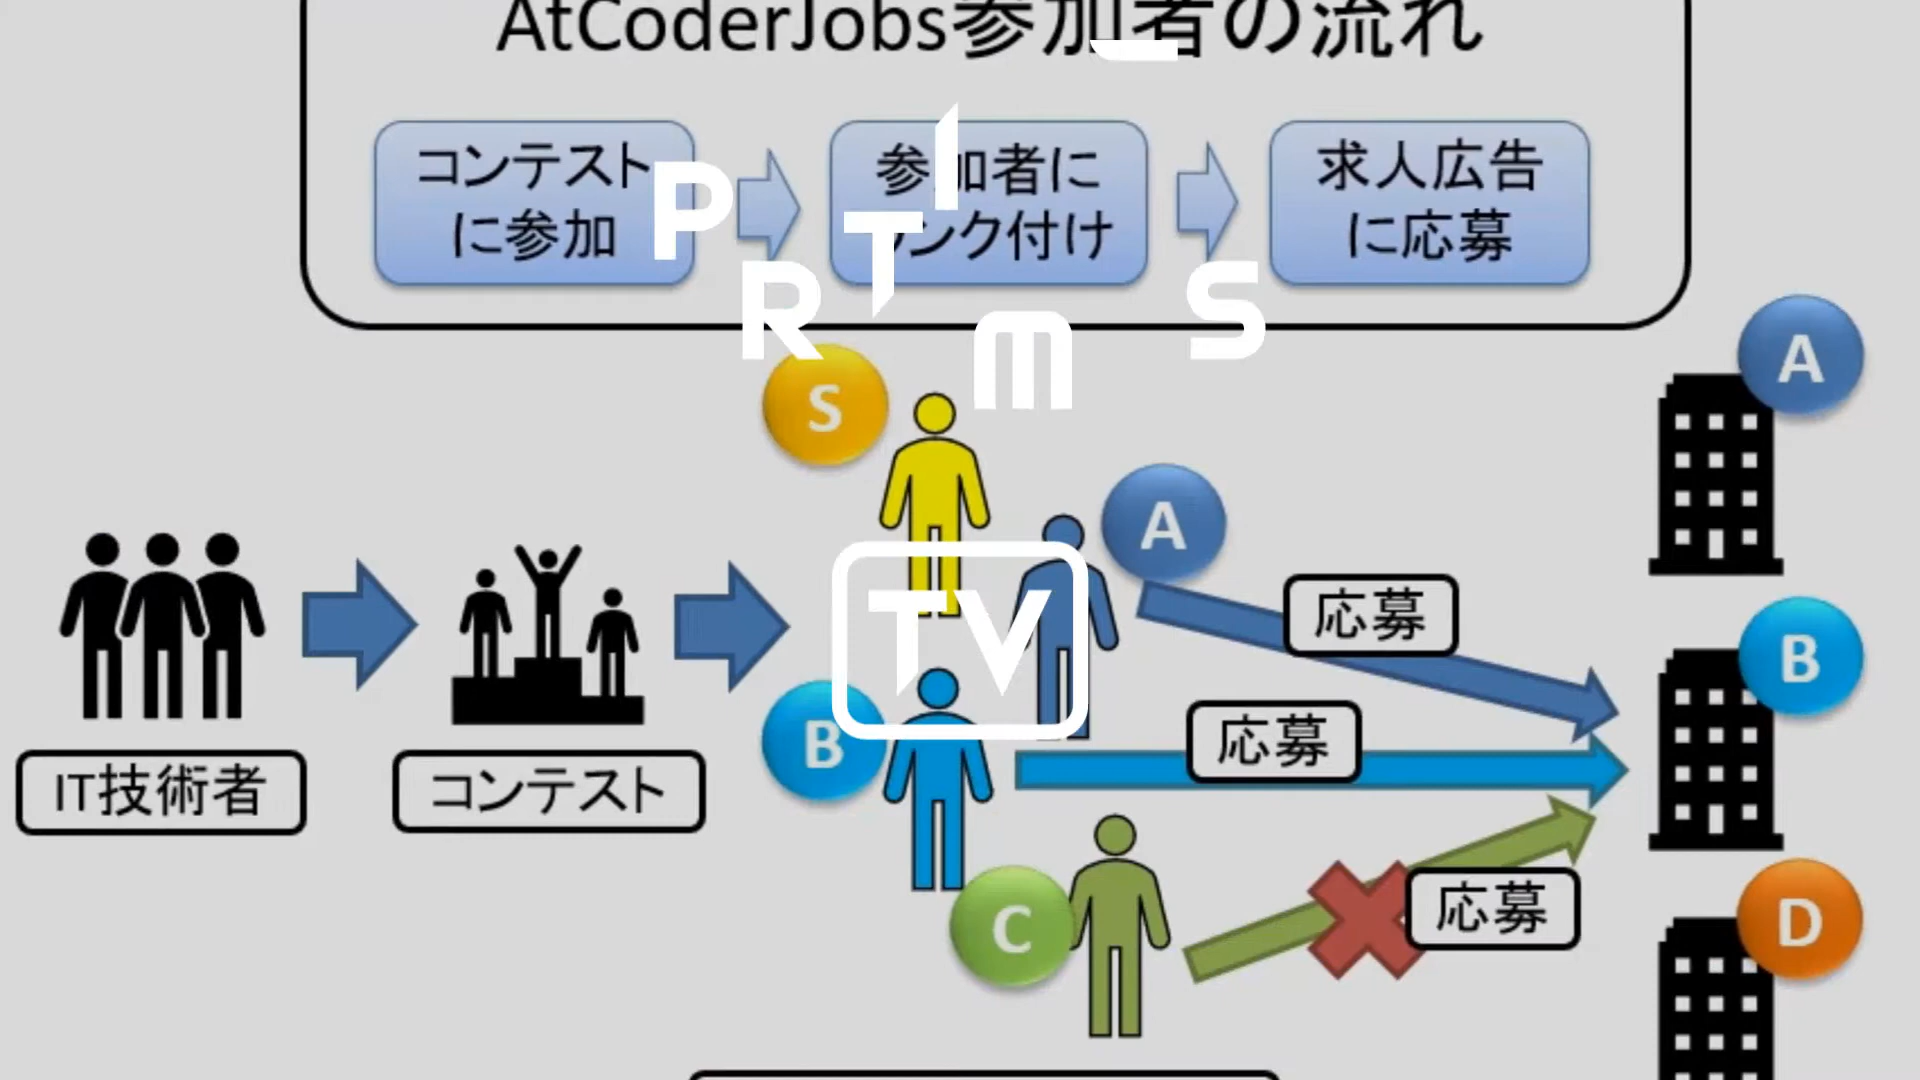 AtCoderJobs参加者の流れ
コンテスト
に参加
参加者に
ランク付け
求人広告
に応募
P
R
T
I
M
S
TV
S
A
B
C
A
B
D
応募
応募
応募
IT技術者
コンテスト